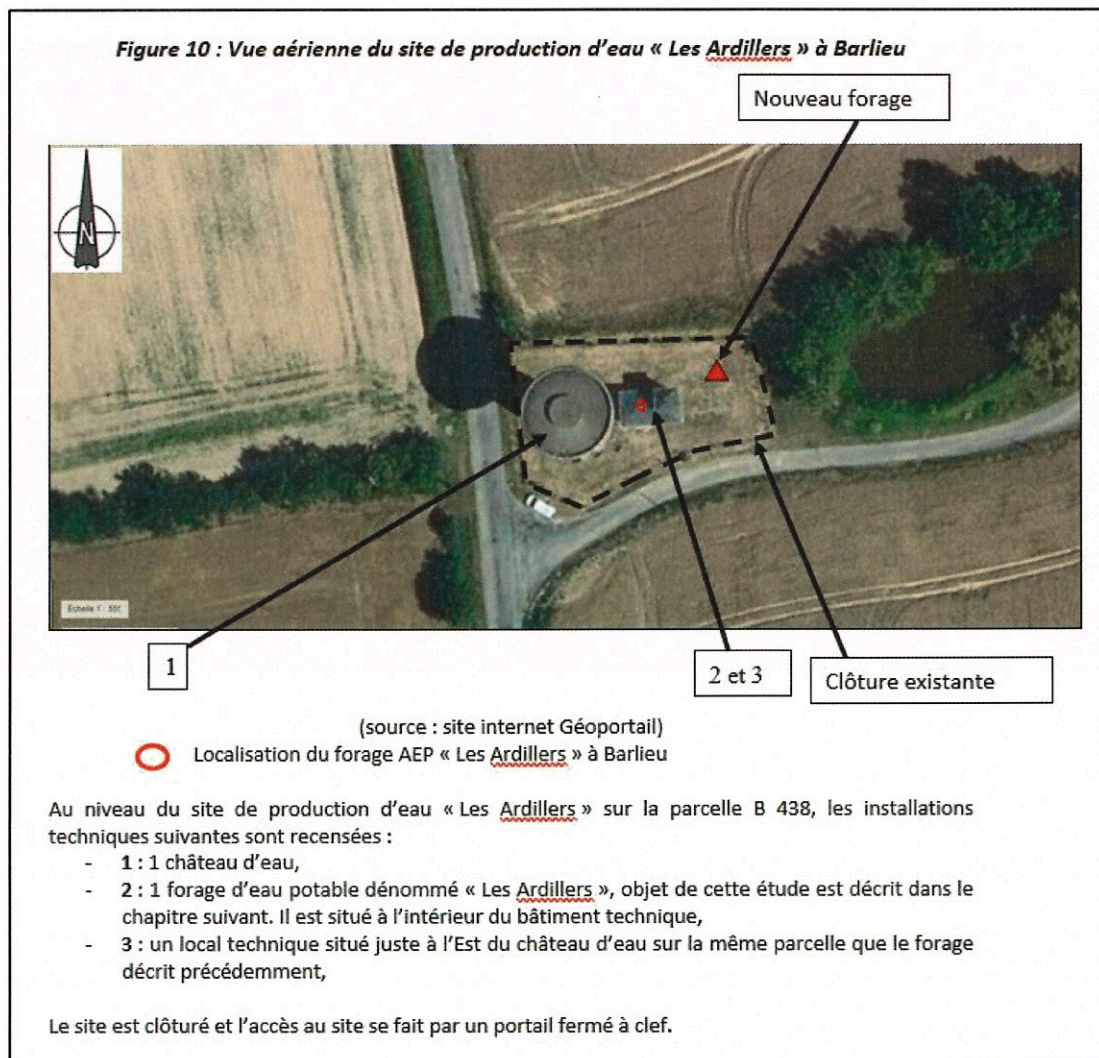 Figure 10 : Vue aérienne du site de production d'eau « Les Ardillers » à Barlieu
Nouveau forage
N
Echelle 1 : 550
1
2 et 3
Clôture existante
(source : site internet Géoportail)
Localisation du forage AEP « Les Ardillers » à Barlieu
Au niveau du site de production d'eau « Les Ardillers » sur la parcelle B 438, les installations
techniques suivantes sont recensées :
- 1 : 1 château d'eau,
- 2 : 1 forage d'eau potable dénommé « Les Ardillers », objet de cette étude est décrit dans le
chapitre suivant. Il est situé à l'intérieur du bâtiment technique,
- 3 : un local technique situé juste à l'Est du château d'eau sur la même parcelle que le forage
décrit précédemment,
Le site est clôturé et l'accès au site se fait par un portail fermé à clef.